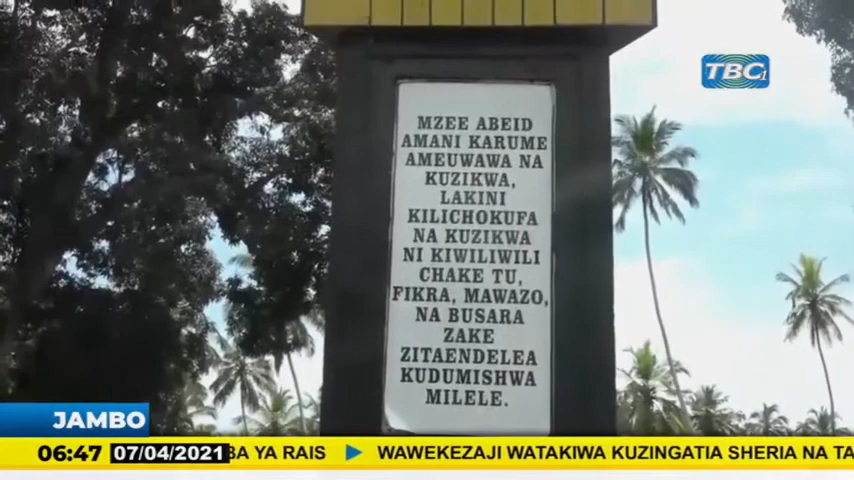 TBC1
MZEE ABEID
AMANI KARUME
AMEUWAWA NA
KUZIKWA,
LAKINI
KILICHOKUFA
NA KUZIKWA
NI KIWILIWILI
CHAKE TU,
FIKRA, MAWAZO,
NA BUSARA
ZAKE
ZITAENDELEA
KUDUMISHWA
MILELE.
JAMBO
06:47 07/04/2021 BA YA RAIS WAWEKEZAJI WATAKIWA KUZINGATIA SHERIA NA TA